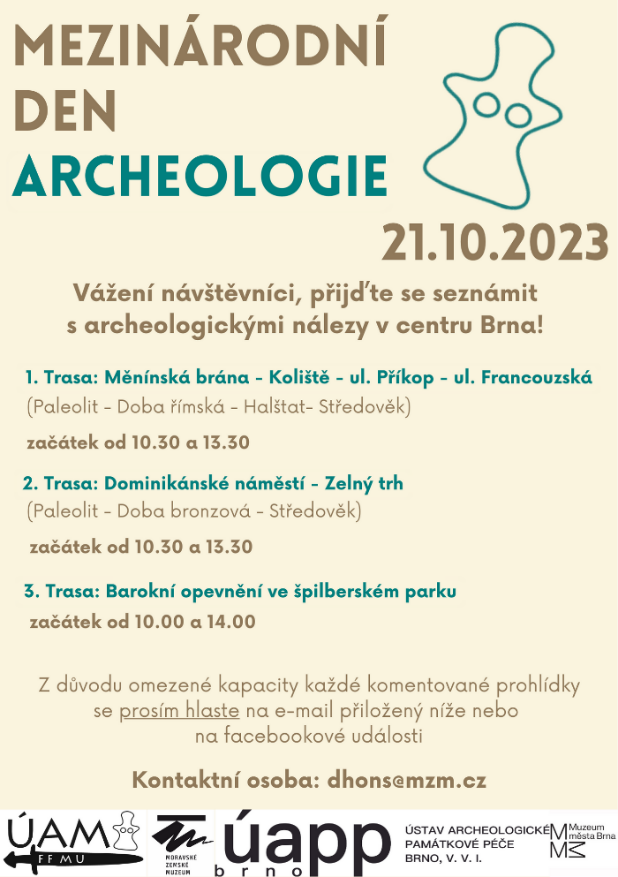 MEZINÁRODNÍ
DEN
ARCHEOLOGIE
21.10.2023
Vážení návštěvníci, přijďte se seznámit
s archeologickými nálezy v centru Brna!
1. Trasa: Měnínská brána - Koliště - ul. Příkop - ul. Francouzská
(Paleolit - Doba římská - Halštat- Středověk)
začátek od 10.30 a 13.30
2. Trasa: Dominikánské náměstí - Zelný trh
(Paleolit - Doba bronzová - Středověk)
začátek od 10.30 a 13.30
3. Trasa: Barokní opevnění ve špilberském parku
začátek od 10.00 a 14.00
Z důvodu omezené kapacity každé komentované prohlídky
se prosím hlaste na e-mail přiložený níže nebo
na facebookové události
Kontaktní osoba: dhons@mzm.cz
ÚAM
FF MU
MORAVSKÉ
ZEMSKÉ
MUZEUM
úapp
brno
ÚSTAV ARCHEOLOGICKÉ
PAMÁTKOVÉ PÉČE
BRNO, V. V. I.
Muzeum
města Brna